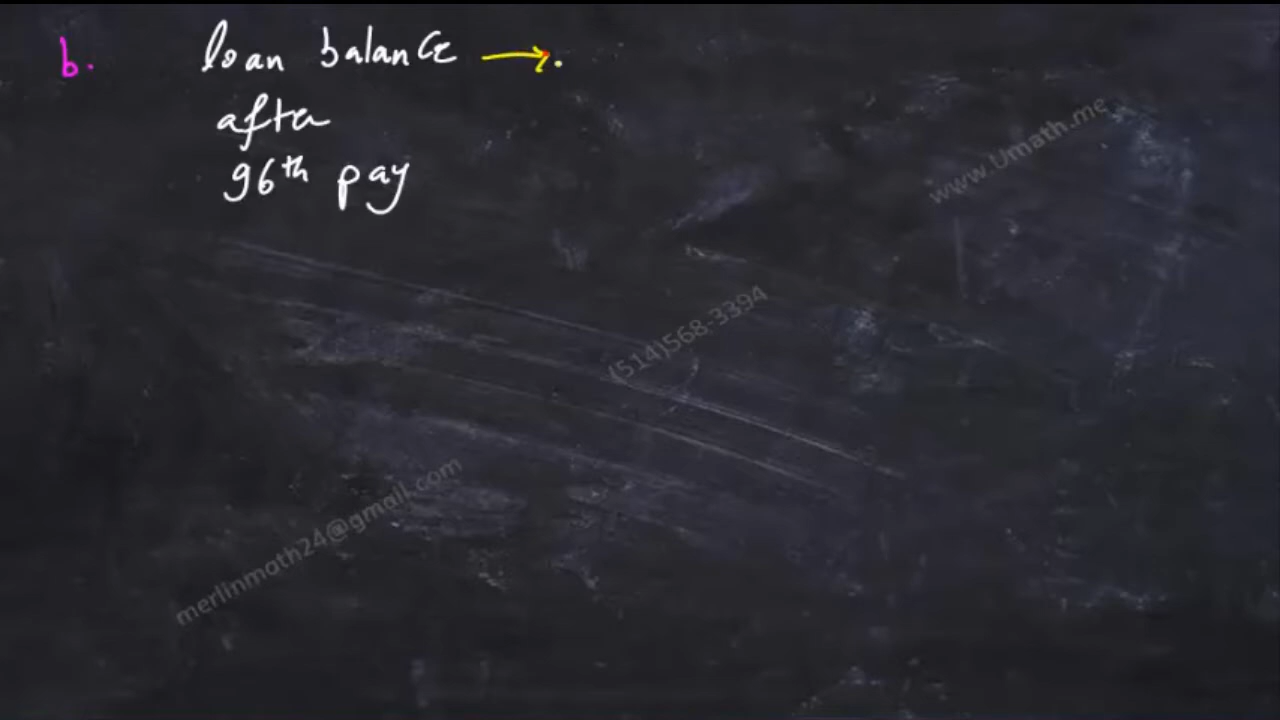 b. loan balance →.
after
96th pay
www.Umath.me
(514)568-3394
merlinmath24@gmail.com